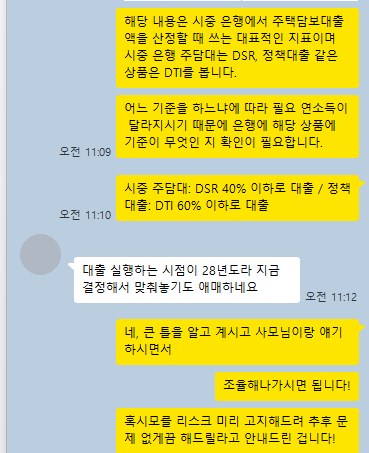 해당 내용은 시중 은행에서 주택담보대출
액을 산정할 때 쓰는 대표적인 지표이며
시중 은행 주담대는 DSR, 정책대출 같은
상품은 DTI를 봅니다.
어느 기준을 하느냐에 따라 필요 연소득이
달라지시기 때문에 은행에 해당 상품에
기준이 무엇인 지 확인이 필요합니다.
오전 11:09
시중 주담대: DSR 40% 이하로 대출 / 정책
대출: DTI 60% 이하로 대출
오전 11:10
대출 실행하는 시점이 28년도라 지금
결정해서 맞춰놓기도 애매하네요
오전 11:12
네, 큰 틀을 알고 계시고 사모님이랑 얘기
하시면서
조율해나가시면 됩니다!
혹시모를 리스크 미리 고지해드려 추후 문
제 없게끔 해드릴라고 안내드린 겁니다!